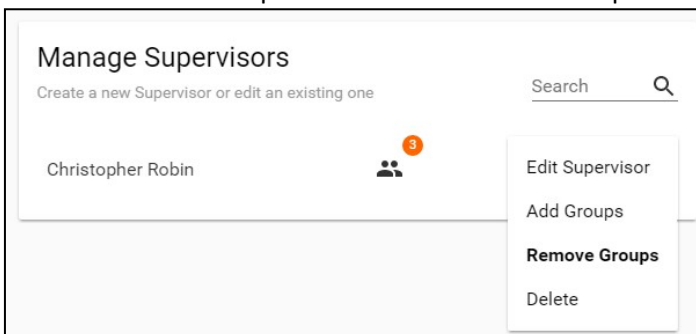 Manage Supervisors
Create a new Supervisor or edit an existing one
Search
Christopher Robin
3
Edit Supervisor
Add Groups
Remove Groups
Delete